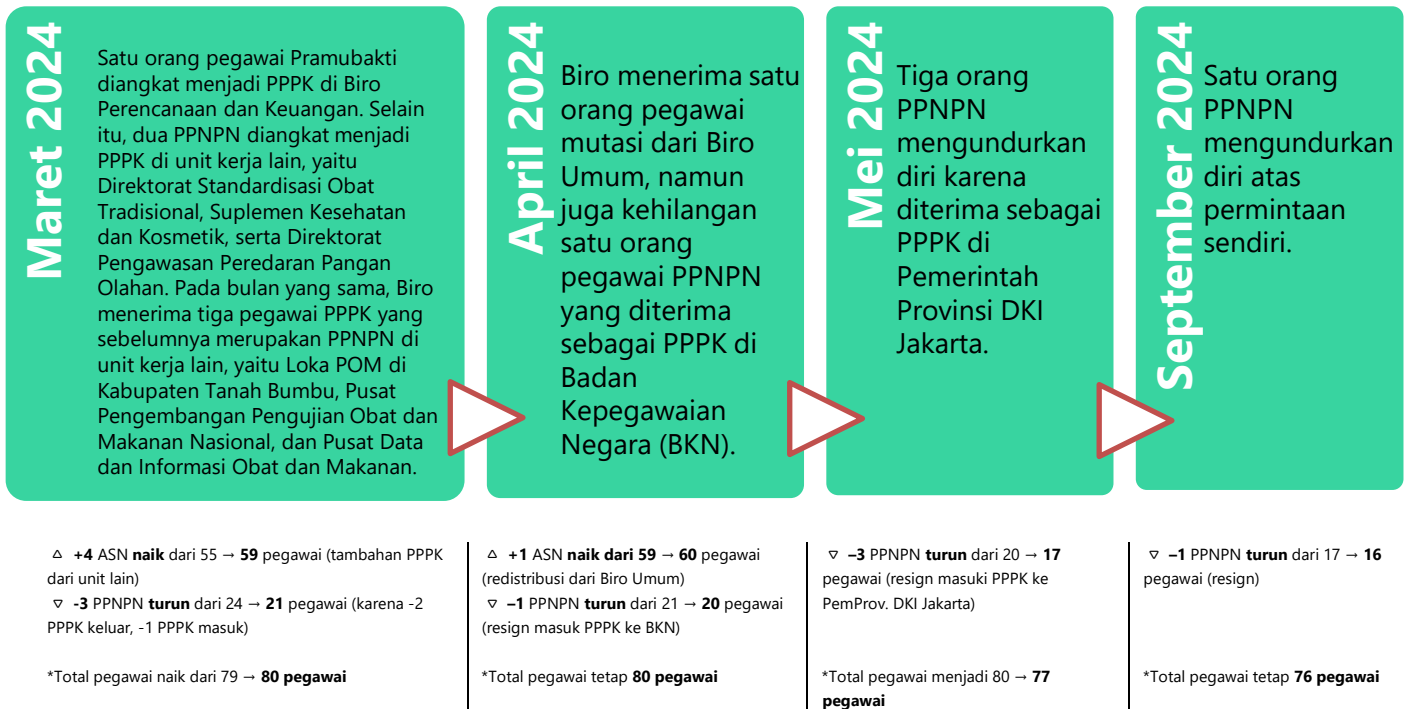 Maret 2024
Satu orang pegawai Pramubakti
diangkat menjadi PPPK di Biro
Perencanaan dan Keuangan. Selain
itu, dua PPNPN diangkat menjadi
PPPK di unit kerja lain, yaitu
Direktorat Standardisasi Obat
Tradisional, Suplemen Kesehatan
dan Kosmetik, serta Direktorat
Pengawasan Peredaran Pangan
Olahan. Pada bulan yang sama, Biro
menerima tiga pegawai PPPK yang
sebelumnya merupakan PPNPN di
unit kerja lain, yaitu Loka POM di
Kabupaten Tanah Bumbu, Pusat
Pengembangan Pengujian Obat dan
Makanan Nasional, dan Pusat Data
dan Informasi Obat dan Makanan.
April 2024
Biro menerima satu
orang pegawai
mutasi dari Biro
Umum, namun
juga kehilangan
satu orang
pegawai PPNPN
yang diterima
sebagai PPPK di
Badan
Kepegawaian
Negara (BKN).
Mei 2024
Tiga orang
PPNPN
mengundurkan
diri karena
diterima sebagai
PPPK di
Pemerintah
Provinsi DKI
Jakarta.
September 2024
Satu orang
PPNPN
mengundurkan
diri atas
permintaan
sendiri.
▵ +4 ASN naik dari 55 → 59 pegawai (tambahan PPPK
dari unit lain)
▿ -3 PPNPN turun dari 24 → 21 pegawai (karena -2
PPPK keluar, -1 PPPK masuk)
*Total pegawai naik dari 79 → 80 pegawai
▵ +1 ASN naik dari 59 → 60 pegawai
(redistribusi dari Biro Umum)
▿ –1 PPNPN turun dari 21 → 20 pegawai
(resign masuk PPPK ke BKN)
*Total pegawai tetap 80 pegawai
▿ –3 PPNPN turun dari 20 → 17
pegawai (resign masuki PPPK ke
PemProv. DKI Jakarta)
*Total pegawai menjadi 80 → 77
pegawai
▿ –1 PPNPN turun dari 17 → 16
pegawai (resign)
*Total pegawai tetap 76 pegawai